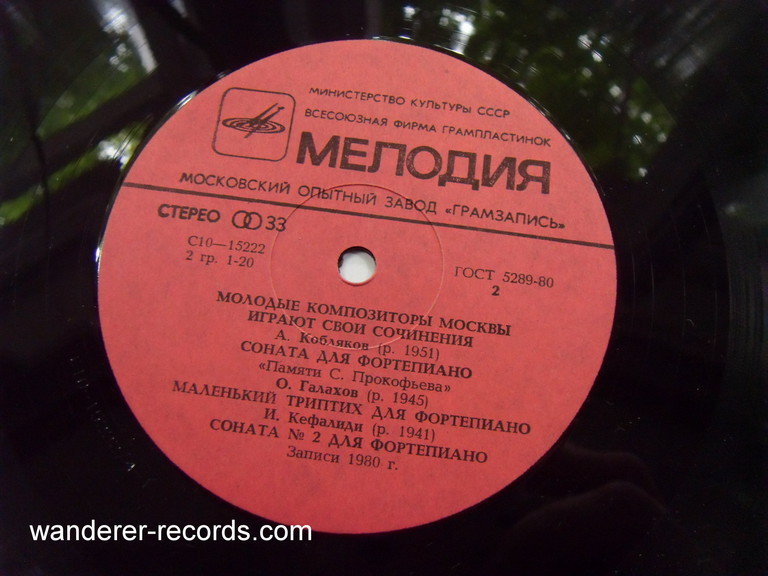 МИНИСТЕРСТВО КУЛЬТУРЫ СССР
ВСЕСОЮЗНАЯ ФИРМА ГРАМПЛАСТИНОК
МЕЛОДИЯ
МОСКОВСКИЙ ОПЫТНЫЙ ЗАВОД «ГРАМЗАПИСЬ»
СТЕРЕО 33
С10—15222
2 гр. 1-20
ГОСТ 5289-80
2
МОЛОДЫЕ КОМПОЗИТОРЫ МОСКВЫ
ИГРАЮТ СВОИ СОЧИНЕНИЯ
А. Кобляков (р. 1951)
СОНАТА ДЛЯ ФОРТЕПИАНО
«Памяти С. Прокофьева»
О. Галахов (р. 1945)
МАЛЕНЬКИЙ ТРИПТИХ ДЛЯ ФОРТЕПИАНО
И. Кефалиди (р. 1941)
СОНАТА № 2 ДЛЯ ФОРТЕПИАНО
Записи 1980 г.
wanderer-records.com